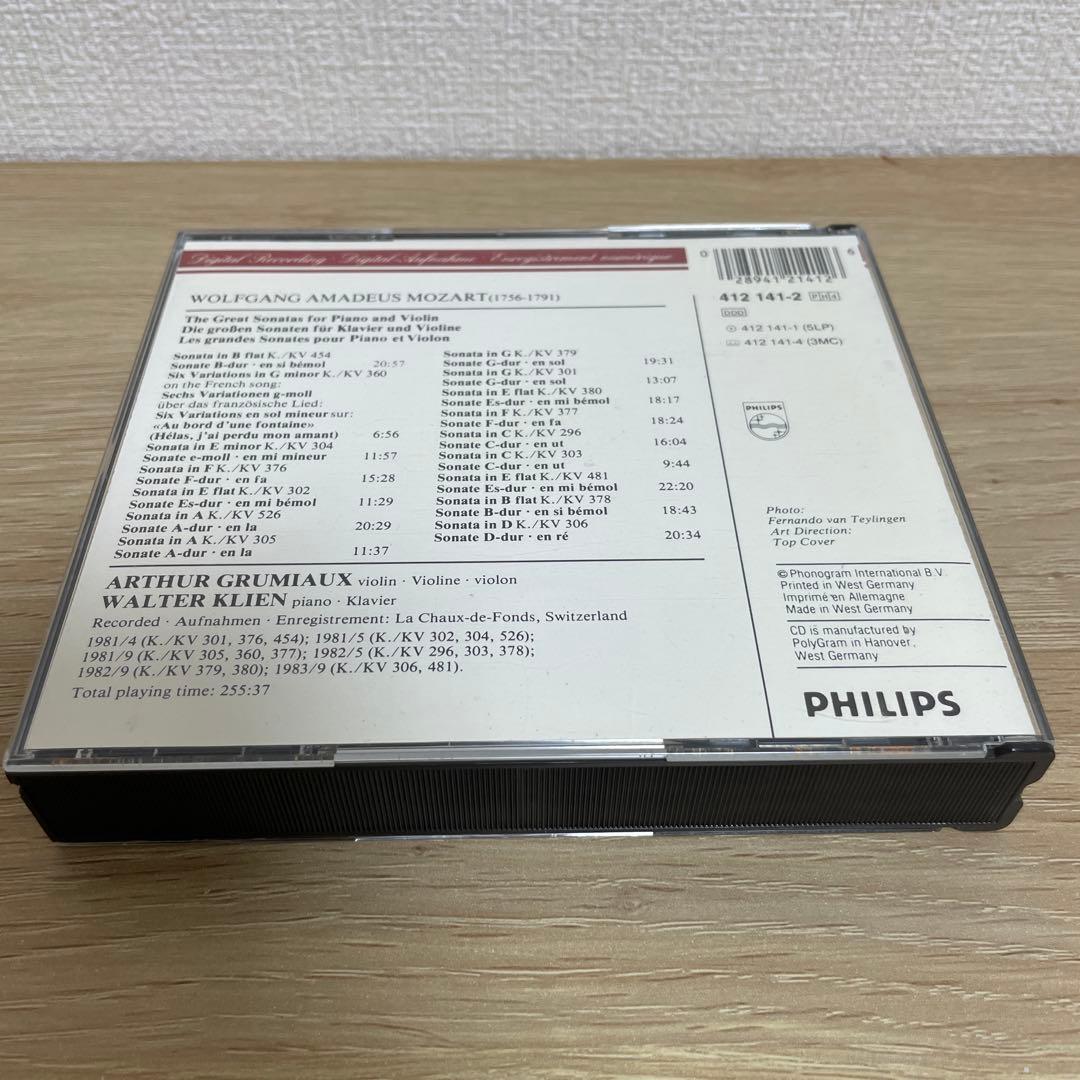 Digital Recording · Digital Aufnahme · Enregistrement numérique
WOLFGANG AMADEUS MOZART (1756-1791)
The Great Sonatas for Piano and Violin
Die großen Sonaten für Klavier und Violine
Les grandes Sonates pour Piano et Violon
Sonata in B flat K./KV 454
Sonate B-dur · en si bémol 20:57
Six Variations in G minor K./KV 360
on the French song:
Sechs Variationen g-moll
über das französische Lied:
Six Variations en sol mineur sur:
«Au bord d'une fontaine»
(Hélas, j'ai perdu mon amant) 6:56
Sonata in E minor K./KV 304
Sonate e-moll · en mi mineur 11:57
Sonata in F K./KV 376
Sonate F-dur · en fa 15:28
Sonata in E flat K./KV 302
Sonate Es-dur · en mi bémol 11:29
Sonata in A K./KV 526
Sonate A-dur · en la 20:29
Sonata in A K./KV 305
Sonate A-dur · en la 11:37
Sonata in G K./KV 379
Sonate G-dur · en sol 19:31
Sonata in G K./KV 301
Sonate G-dur · en sol 13:07
Sonata in E flat K./KV 380
Sonate Es-dur · en mi bémol 18:17
Sonata in F K./KV 377
Sonate F-dur · en fa 18:24
Sonata in C K./KV 296
Sonate C-dur · en ut 16:04
Sonata in C K./KV 303
Sonate C-dur · en ut 9:44
Sonata in E flat K./KV 481
Sonate Es-dur · en mi bémol 22:20
Sonata in B flat K./KV 378
Sonate B-dur · en si bémol 18:43
Sonata in D K./KV 306
Sonate D-dur · en ré 20:34
ARTHUR GRUMIAUX violin · Violine · violon
WALTER KLIEN piano · Klavier
Recorded · Aufnahmen · Enregistrement: La Chaux-de-Fonds, Switzerland
1981/4 (K./KV 301, 376, 454); 1981/5 (K./KV 302, 304, 526);
1981/9 (K./KV 305, 360, 377); 1982/5 (K./KV 296, 303, 378);
1982/9 (K./KV 379, 380); 1983/9 (K./KV 306, 481).
Total playing time: 255:37
0 28941 21412 6
412 141-2 PH4
DDD
412 141-1 (5LP)
412 141-4 (3MC)
PHILIPS
Photo:
Fernando van Teylingen
Art Direction:
Top Cover
© Phonogram International B.V.
Printed in West Germany
Imprimé en Allemagne
Made in West Germany
CD is manufactured by
PolyGram in Hanover,
West Germany
PHILIPS